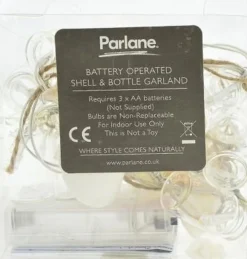 Parlane
BATTERY OPERATED
SHELL & BOTTLE GARLAND
Requires 3 x AA batteries
(Not Supplied)
Bulbs are Non-Replaceable
For Indoor Use Only
This is Not a Toy
CE
WHERE STYLE COMES NATURALLY
www.parlane.co.uk